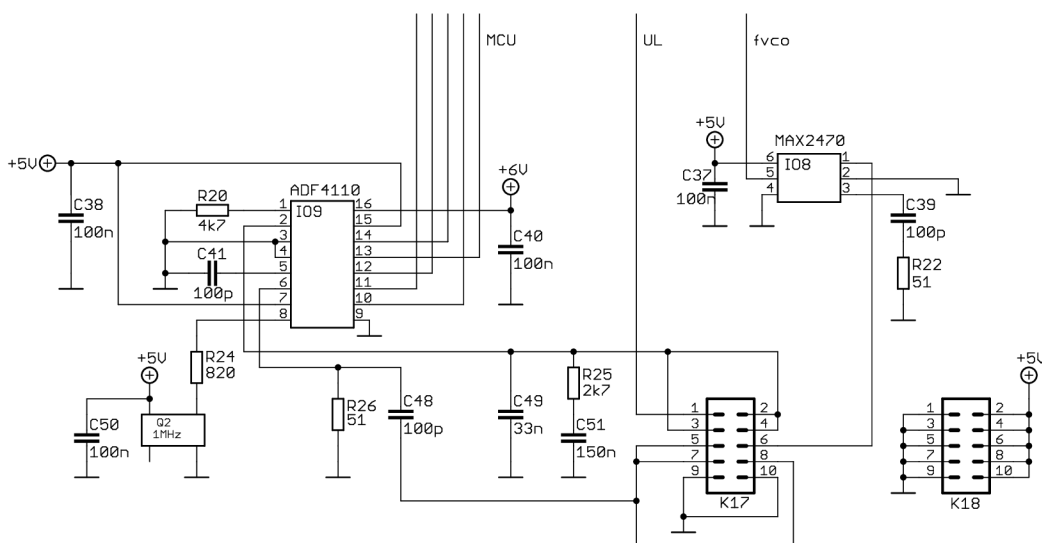 MCU
UL
fvco
+5V
MAX2470
+5V
C37
100n
6
5
4
IO8
1
2
3
C39
100p
R22
51
+5V
C38
100n
R20
4k7
C41
100p
ADF4110
IO9
1
2
3
4
5
6
7
8
16
15
14
13
12
11
10
9
+6V
C40
100n
+5V
R24
820
C50
100n
Q2
1MHz
R26
51
C48
100p
C49
33n
R25
2k7
C51
150n
1
3
5
7
9
2
4
6
8
10
K17
+5V
1
3
5
7
9
2
4
6
8
10
K18